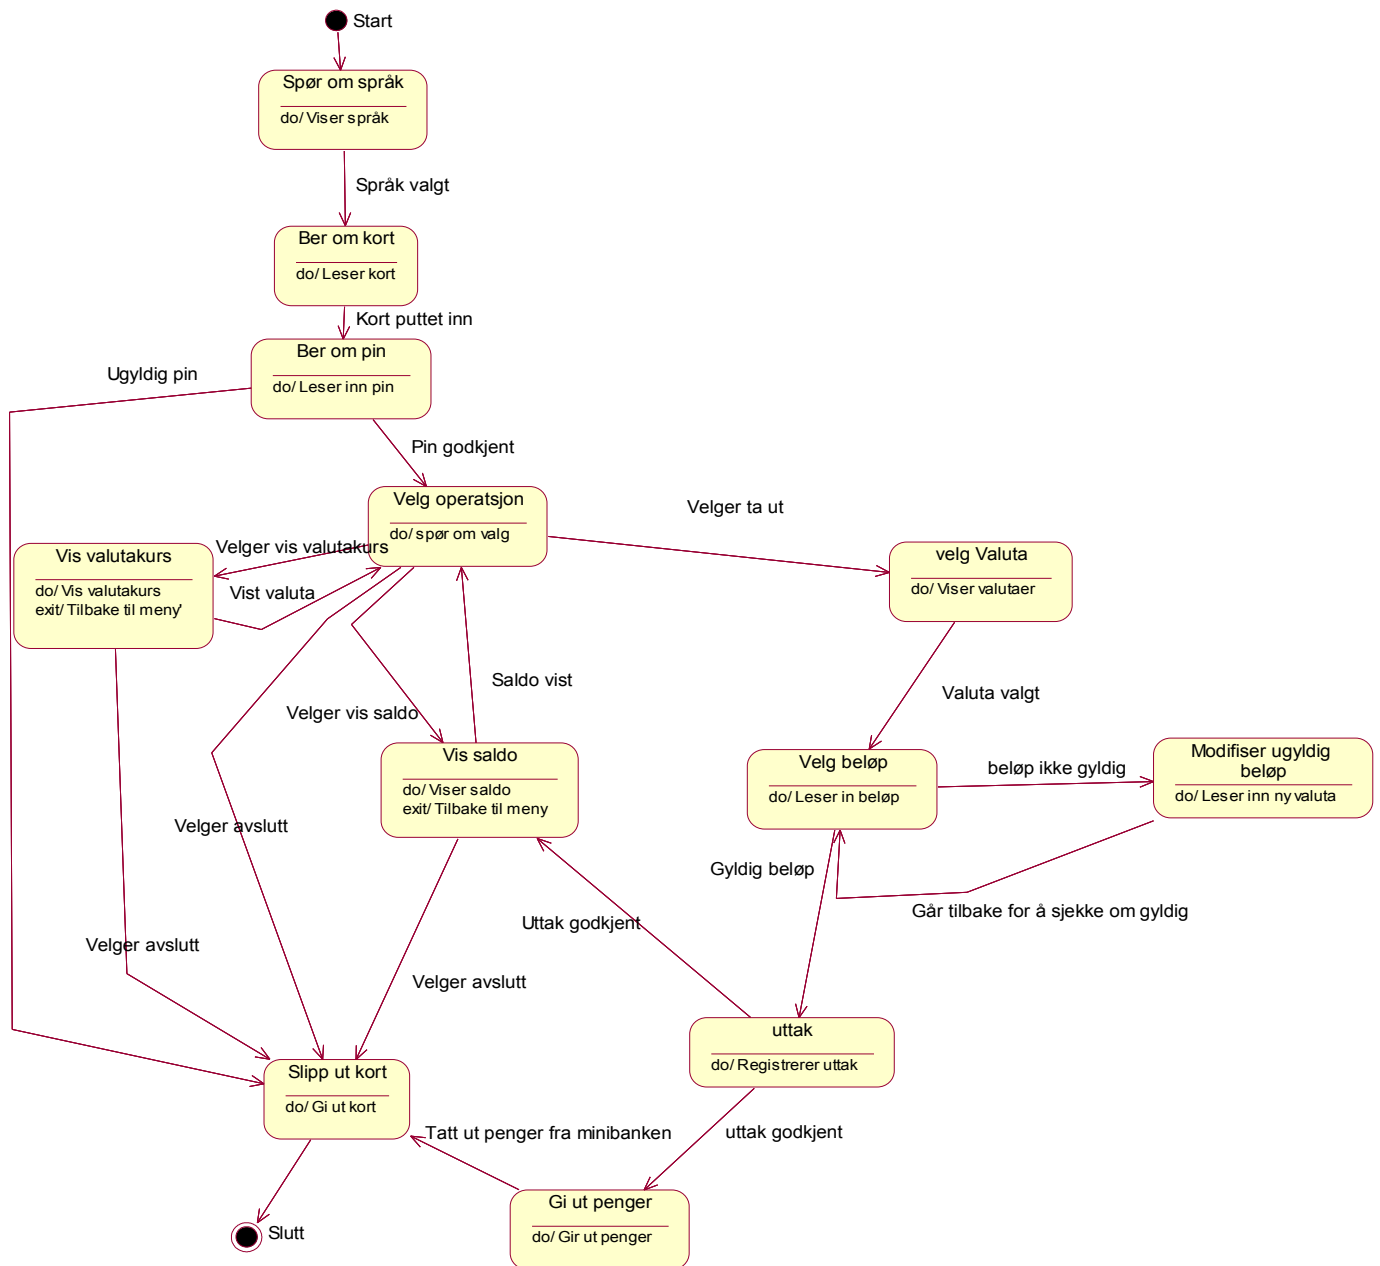 Start
Spør om språk
do/ Viser språk
Språk valgt
Ber om kort
do/ Leser kort
Kort puttet inn
Ber om pin
do/ Leser inn pin
Ugyldig pin
Pin godkjent
Velg operatsjon
do/ spør om valg
Velger ta ut
Velger vis valutakurs
Vis valutakurs
do/ Vis valutakurs
exit/ Tilbake til meny'
Vist valuta
velg Valuta
do/ Viser valutaer
Saldo vist
Valuta valgt
Velger vis saldo
Vis saldo
do/ Viser saldo
exit/ Tilbake til meny
Velg beløp
do/ Leser in beløp
beløp ikke gyldig
Modifiser ugyldig
beløp
do/ Leser inn ny valuta
Velger avslutt
Gyldig beløp
Går tilbake for å sjekke om gyldig
Uttak godkjent
Velger avslutt
Velger avslutt
uttak
do/ Registrerer uttak
Slipp ut kort
do/ Gi ut kort
Tatt ut penger fra minibanken
uttak godkjent
Gi ut penger
do/ Gir ut penger
Slutt